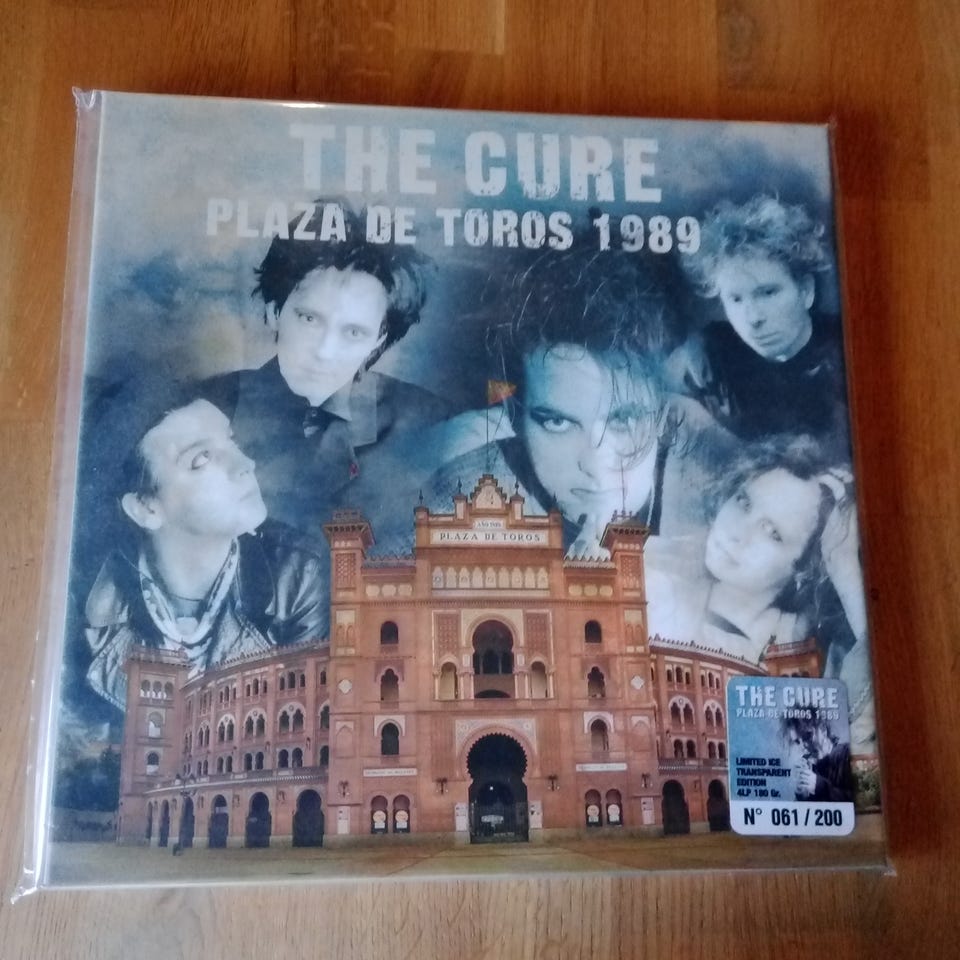 THE CURE
PLAZA DE TOROS 1989
PLAZA DE TOROS
THE CURE
PLAZA DE TOROS 1989
LIMITED ICE
TRANSPARENT
EDITION
4LP 180 Gr.
N° 061 / 200